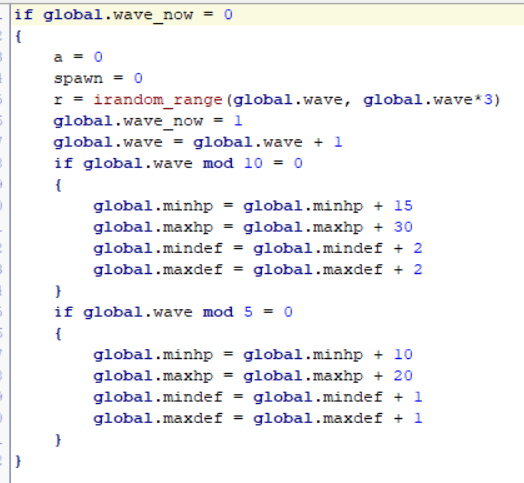 if global.wave_now = 0
{
    a = 0
    spawn = 0
    r = irandom_range(global.wave, global.wave*3)
    global.wave_now = 1
    global.wave = global.wave + 1
    if global.wave mod 10 = 0
    {
        global.minhp = global.minhp + 15
        global.maxhp = global.maxhp + 30
        global.mindef = global.mindef + 2
        global.maxdef = global.maxdef + 2
    }
    if global.wave mod 5 = 0
    {
        global.minhp = global.minhp + 10
        global.maxhp = global.maxhp + 20
        global.mindef = global.mindef + 1
        global.maxdef = global.maxdef + 1
    }
}